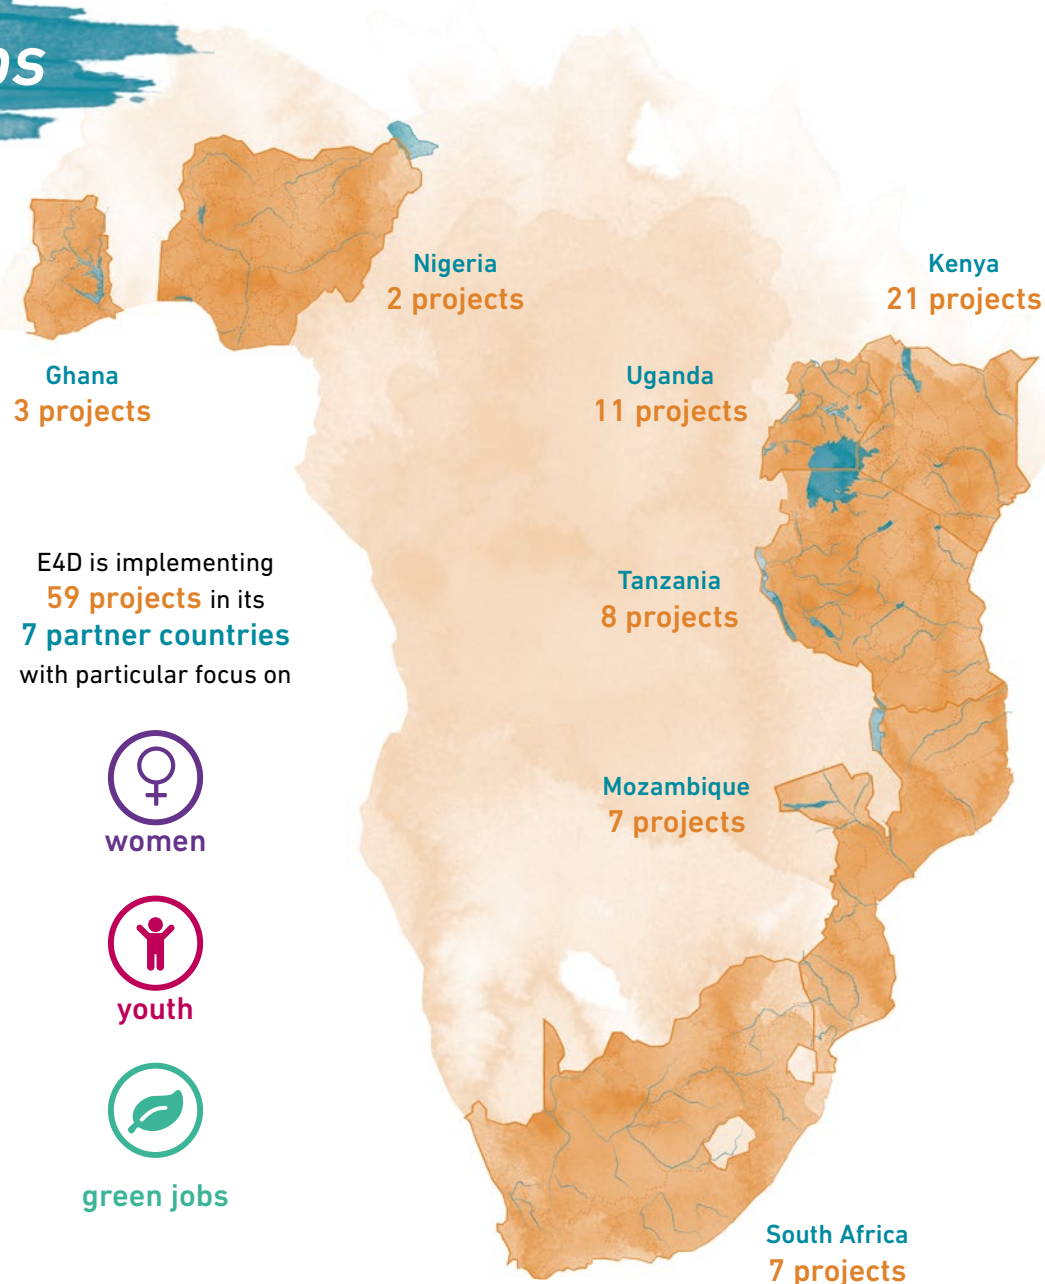 os
Nigeria
2 projects
Kenya
21 projects
Ghana
3 projects
Uganda
11 projects
E4D is implementing
59 projects in its
7 partner countries
with particular focus on
Tanzania
8 projects
women
Mozambique
7 projects
youth
green jobs
South Africa
7 projects